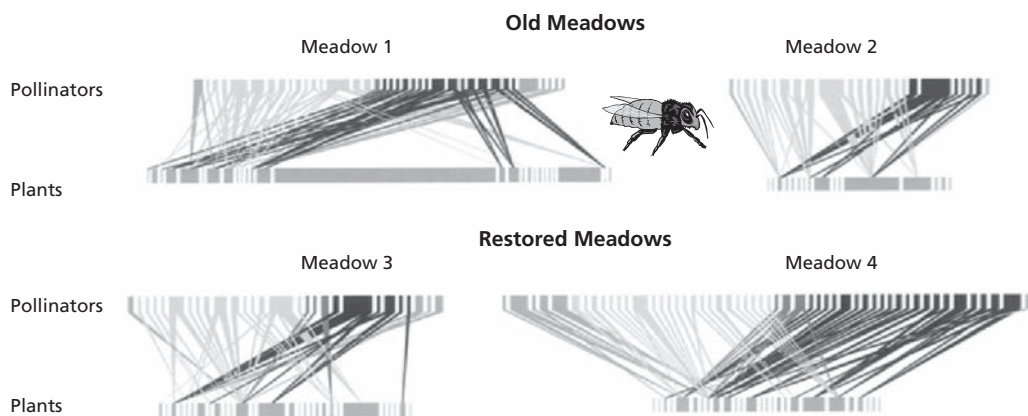 Old Meadows
Meadow 1
Meadow 2
Pollinators
Plants
Restored Meadows
Meadow 3
Meadow 4
Pollinators
Plants